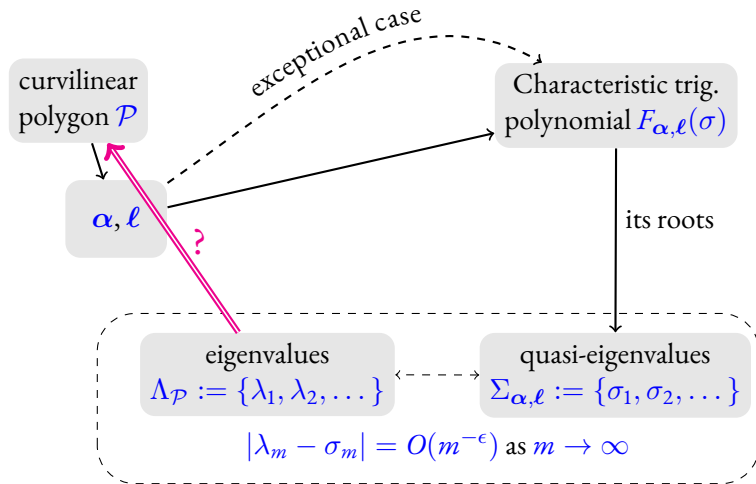 exceptional case
curvilinear
polygon 𝒫
Characteristic trig.
polynomial F_{α,ℓ}(σ)
α, ℓ
its roots
?
eigenvalues
Λ_𝒫 := {λ₁, λ₂, . . . }
quasi-eigenvalues
Σ_{α,ℓ} := {σ₁, σ₂, . . . }
|λ_m − σ_m| = O(m^{−ϵ}) as m → ∞